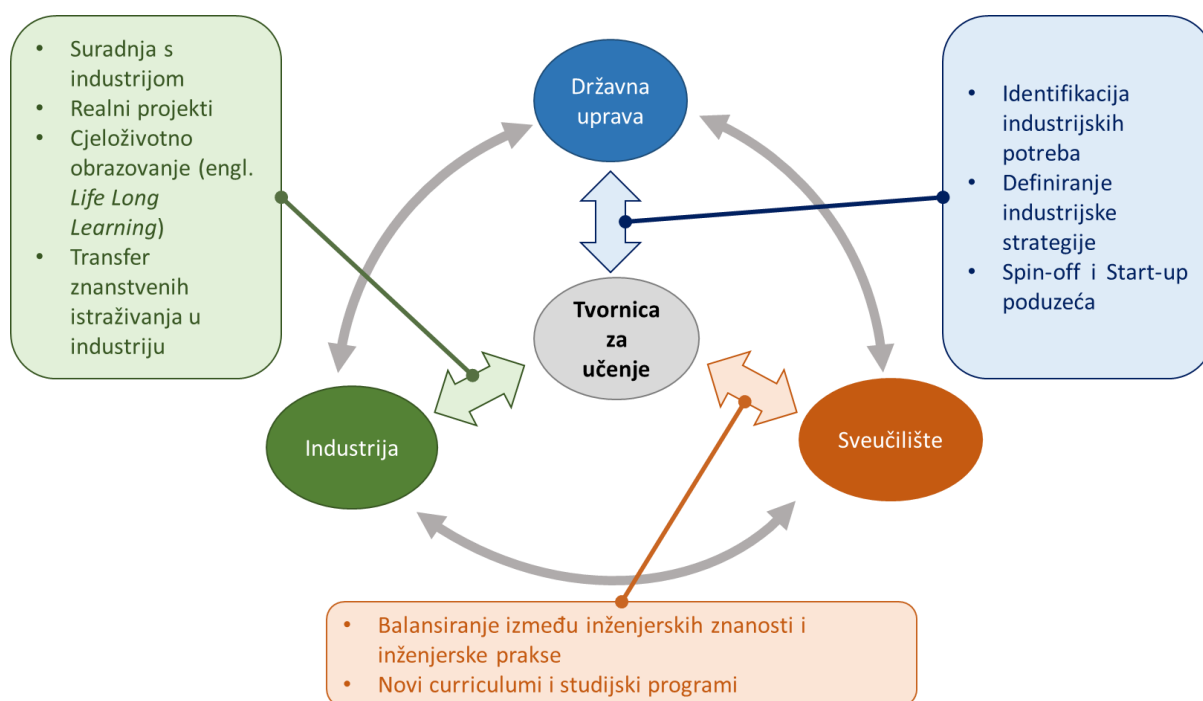 • Suradnja s
industrijom
• Realni projekti
• Cjeloživotno
obrazovanje (engl.
Life Long
Learning)
• Transfer
znanstvenih
istraživanja u
industriju
Državna
uprava
• Identifikacija
industrijskih
potreba
• Definiranje
industrijske
strategije
• Spin-off i Start-up
poduzeća
Tvornica
za
učenje
Industrija
Sveučilište
• Balansiranje između inženjerskih znanosti i
inženjerske prakse
• Novi curriculumi i studijski programi